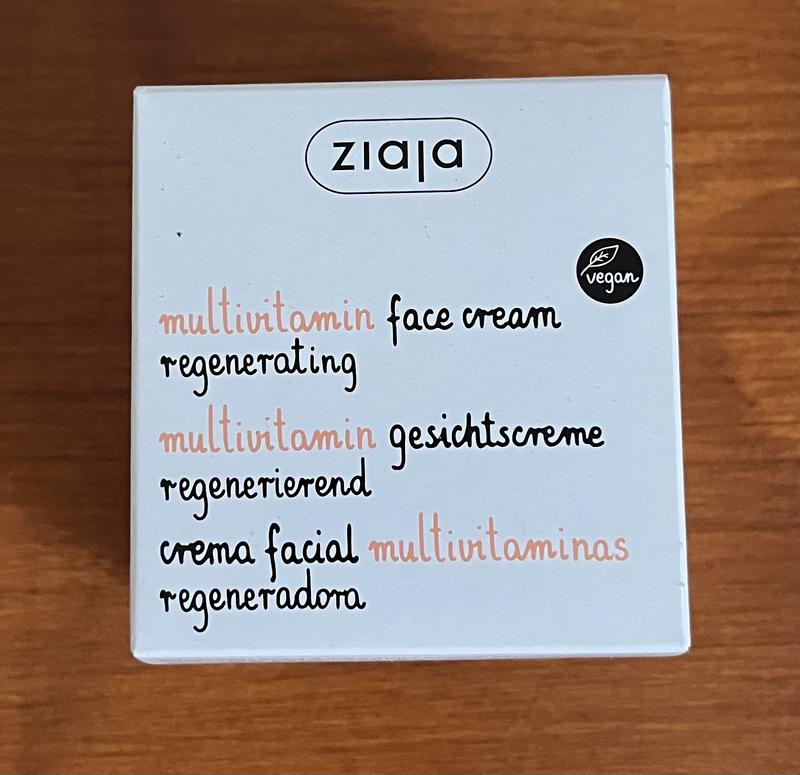 ziaja
vegan
multivitamin face cream
regenerating
multivitamin gesichtscreme
regenerierend
crema facial multivitaminas
regeneradora